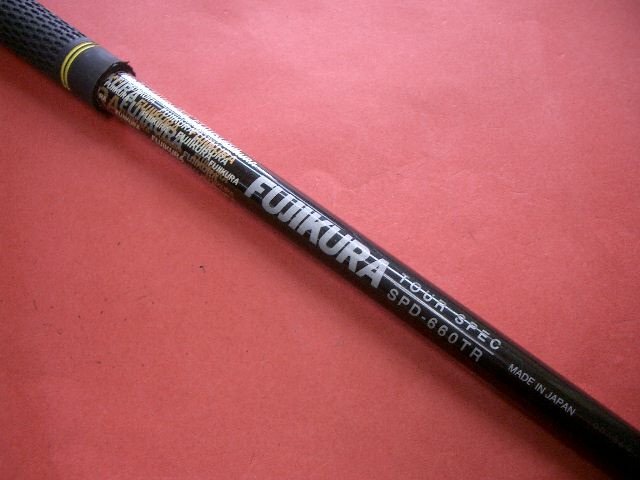 FUJIKURA
TOUR SPEC
SPD-660TR
MADE IN JAPAN